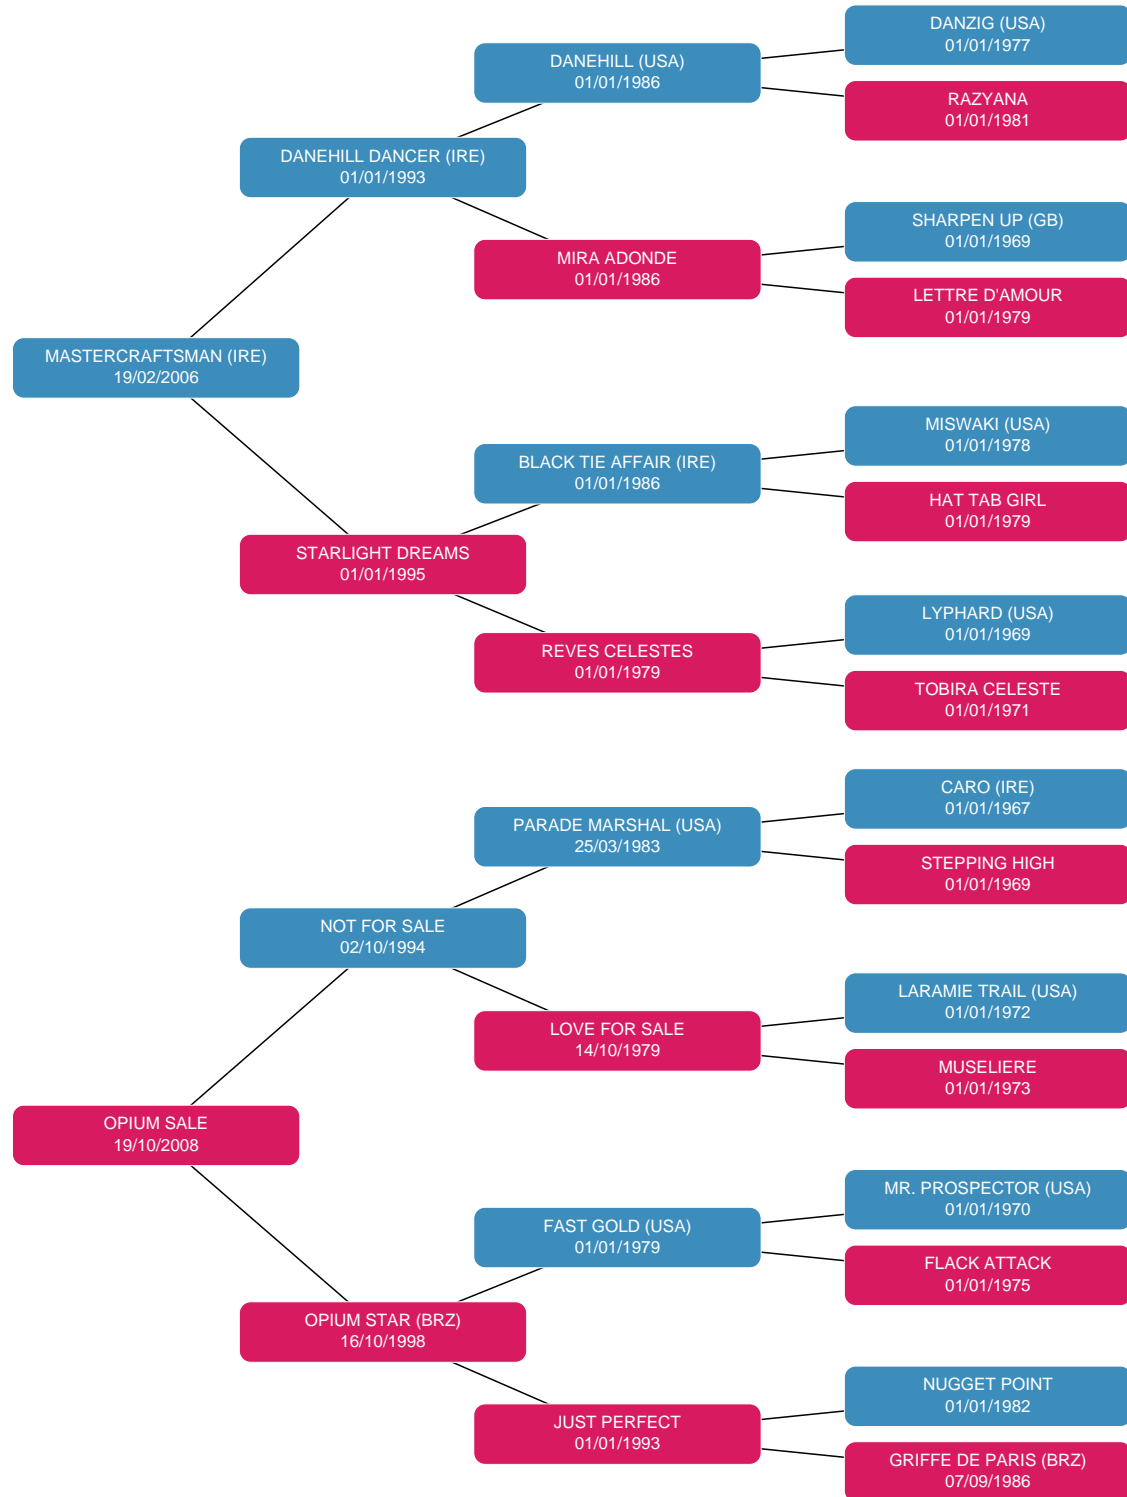 DANZIG (USA)
01/01/1977
DANEHILL (USA)
01/01/1986
RAZYANA
01/01/1981
DANEHILL DANCER (IRE)
01/01/1993
SHARPEN UP (GB)
01/01/1969
MIRA ADONDE
01/01/1986
LETTRE D'AMOUR
01/01/1979
MASTERCRAFTSMAN (IRE)
19/02/2006
MISWAKI (USA)
01/01/1978
BLACK TIE AFFAIR (IRE)
01/01/1986
HAT TAB GIRL
01/01/1979
STARLIGHT DREAMS
01/01/1995
LYPHARD (USA)
01/01/1969
REVES CELESTES
01/01/1979
TOBIRA CELESTE
01/01/1971
CARO (IRE)
01/01/1967
PARADE MARSHAL (USA)
25/03/1983
STEPPING HIGH
01/01/1969
NOT FOR SALE
02/10/1994
LARAMIE TRAIL (USA)
01/01/1972
LOVE FOR SALE
14/10/1979
MUSELIERE
01/01/1973
OPIUM SALE
19/10/2008
MR. PROSPECTOR (USA)
01/01/1970
FAST GOLD (USA)
01/01/1979
FLACK ATTACK
01/01/1975
OPIUM STAR (BRZ)
16/10/1998
NUGGET POINT
01/01/1982
JUST PERFECT
01/01/1993
GRIFFE DE PARIS (BRZ)
07/09/1986